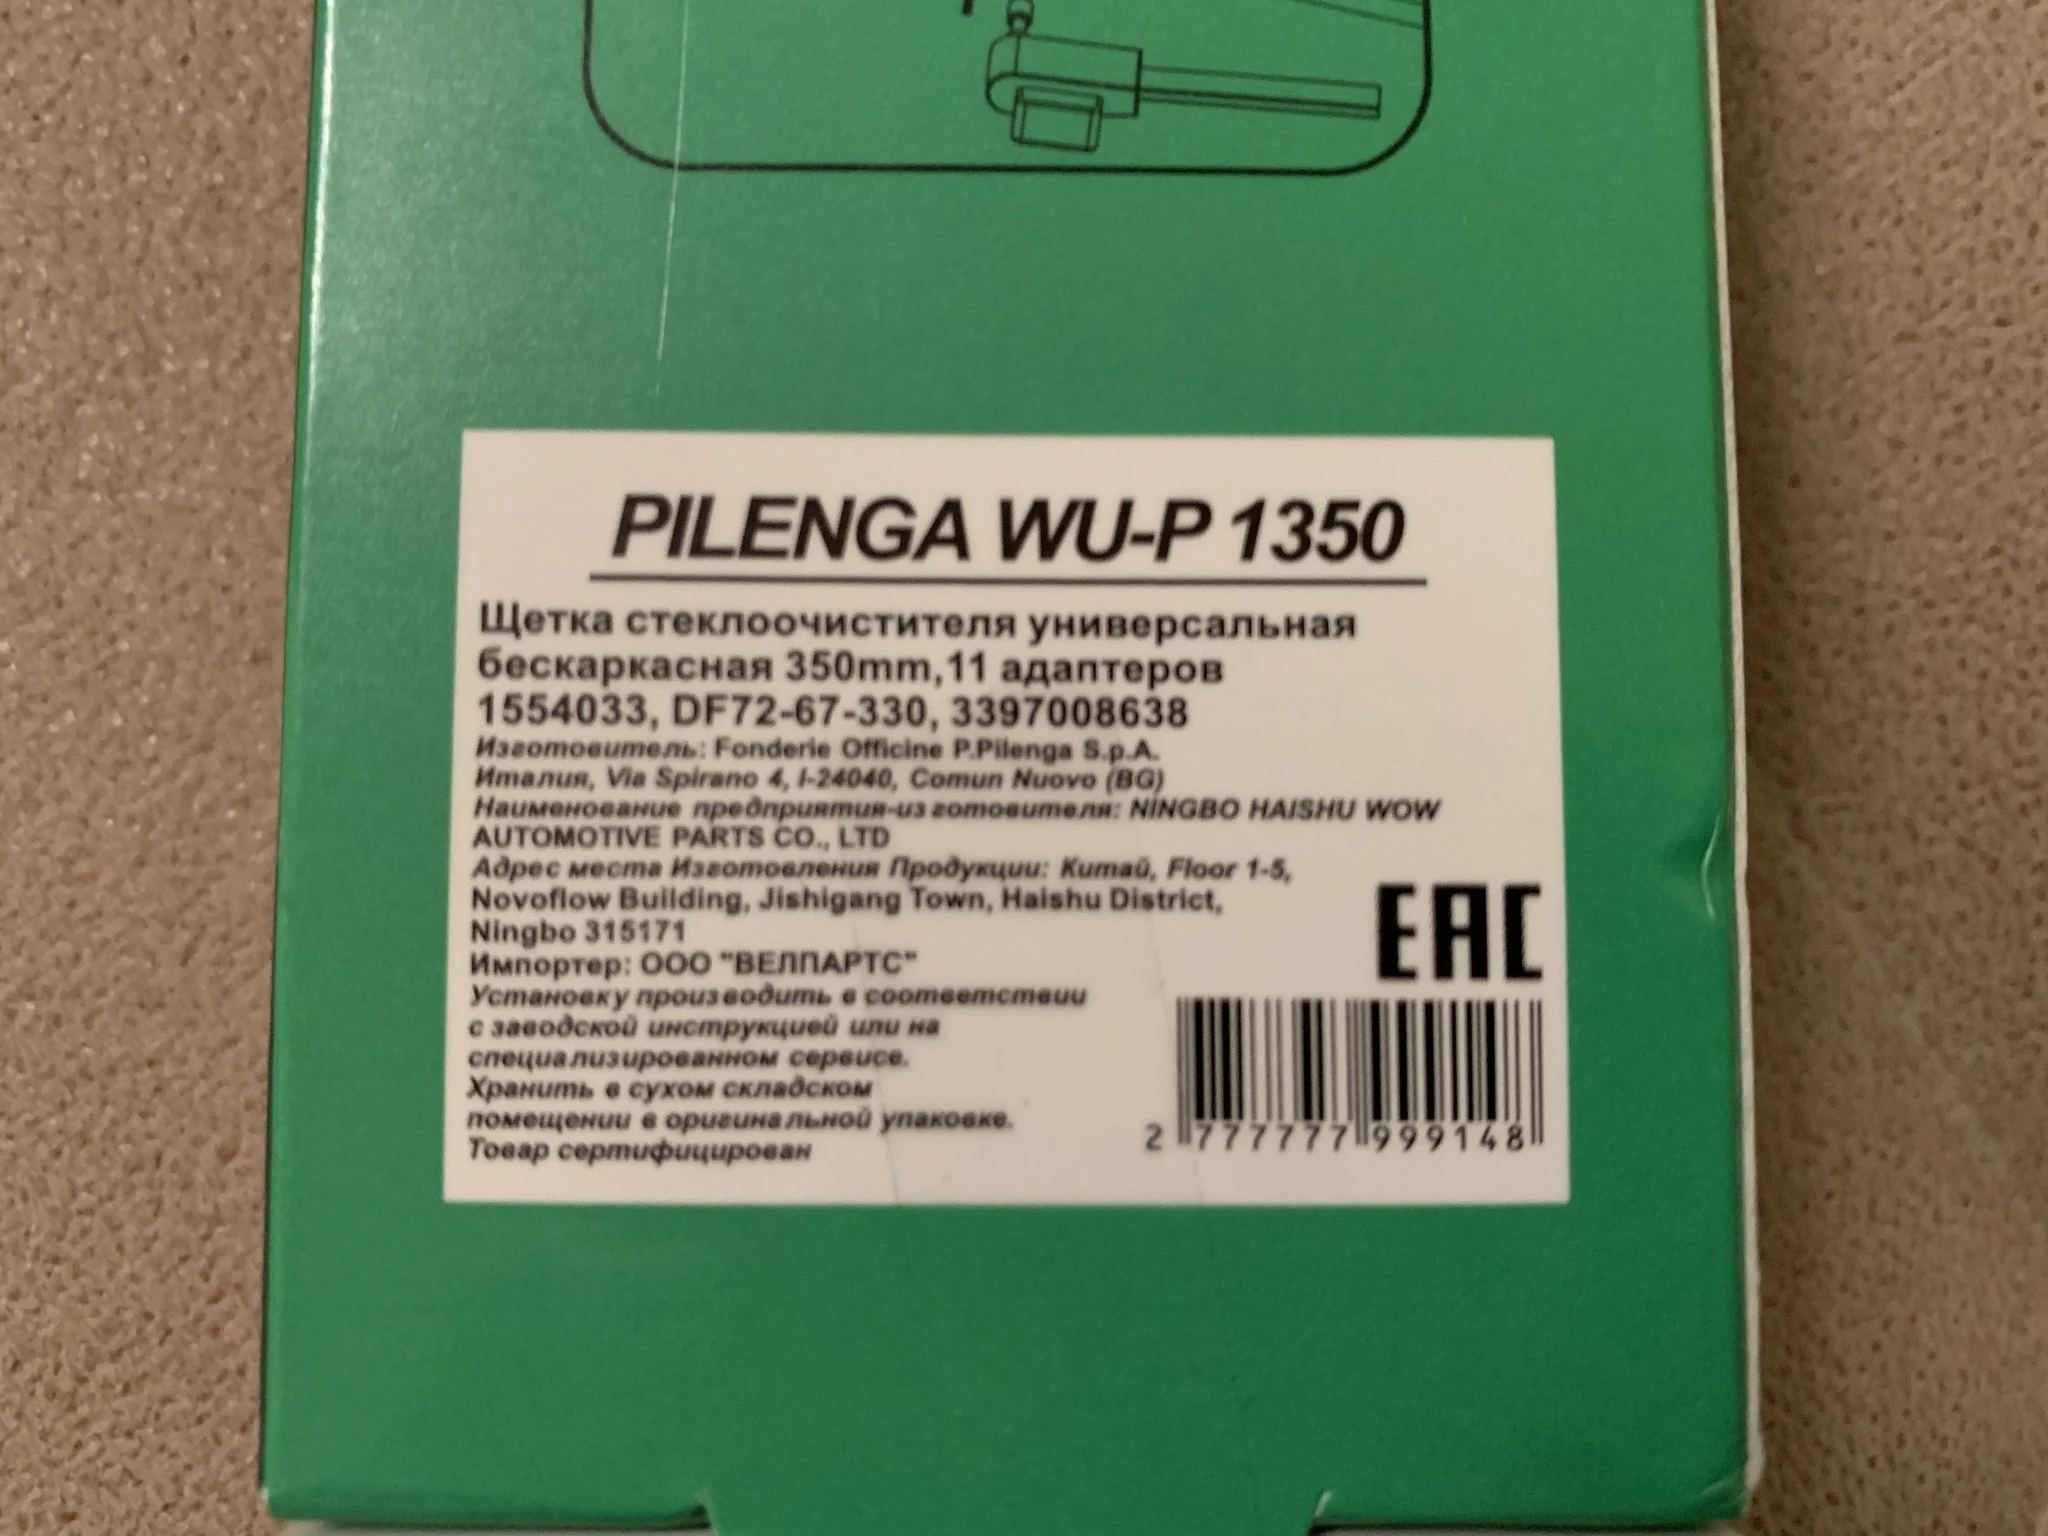 PILENGA WU-P 1350
Щетка стеклоочистителя универсальная
бескаркасная 350mm,11 адаптеров
1554033, DF72-67-330, 3397008638
Изготовитель: Fonderie Officine P.Pilenga S.p.A.
Италия, Via Spirano 4, I-24040, Comun Nuovo (BG)
Наименование предприятия-изготовителя: NINGBO HAISHU WOW
AUTOMOTIVE PARTS CO., LTD
Адрес места Изготовления Продукции: Китай, Floor 1-5,
Novoflow Building, Jishigang Town, Haishu District,
Ningbo 315171
Импортер: ООО "ВЕЛПАРТС"
Установку производить в соответствии
с заводской инструкцией или на
специализированном сервисе.
Хранить в сухом складском
помещении в оригинальной упаковке.
Товар сертифицирован
EAC
2 777777 999148